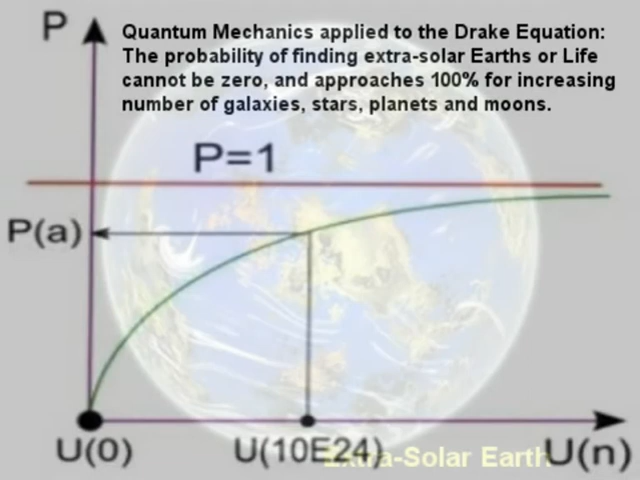 P
Quantum Mechanics applied to the Drake Equation:
The probability of finding extra-solar Earths or Life
cannot be zero, and approaches 100% for increasing
number of galaxies, stars, planets and moons.
P=1
P(a)
U(0)
U(10E24)
Extra-Solar Earth
U(n)